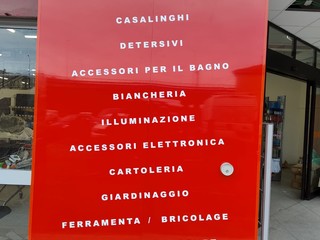 CASALINGHI
DETERSIVI
ACCESSORI PER IL BAGNO
BIANCHERIA
ILLUMINAZIONE
ACCESSORI ELETTRONICA
CARTOLERIA
GIARDINAGGIO
FERRAMENTA / BRICOLAGE